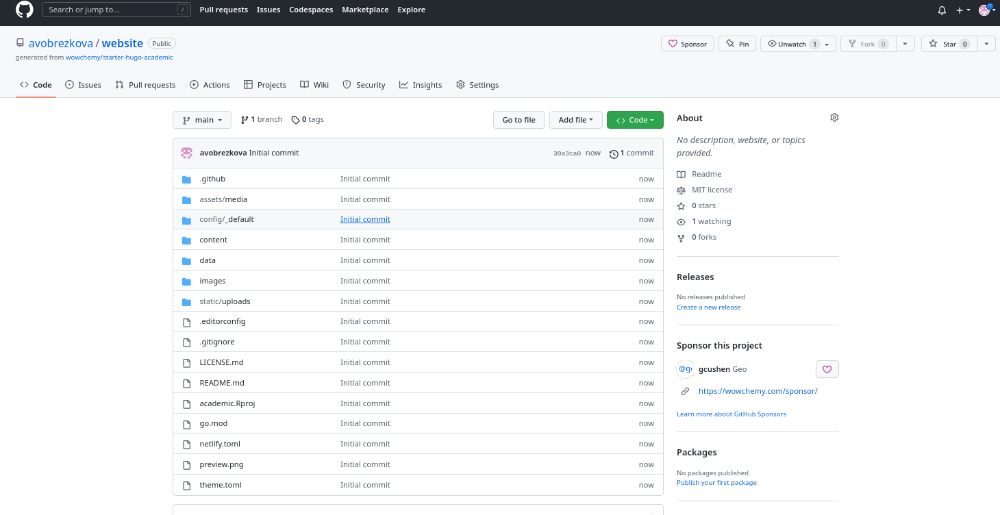 Search or jump to... /
Pull requests Issues Codespaces Marketplace Explore
avobrezkova / website Public
generated from wowchemy/starter-hugo-academic
Sponsor Pin Unwatch 1 Fork 0 Star 0
Code Issues Pull requests Actions Projects Wiki Security Insights Settings
main 1 branch 0 tags Go to file Add file Code
avobrezkova Initial commit 30a3ca0 now 1 commit
.github Initial commit now
assets/media Initial commit now
config/_default Initial commit now
content Initial commit now
data Initial commit now
images Initial commit now
static/uploads Initial commit now
.editorconfig Initial commit now
.gitignore Initial commit now
LICENSE.md Initial commit now
README.md Initial commit now
academic.Rproj Initial commit now
go.mod Initial commit now
netlify.toml Initial commit now
preview.png Initial commit now
theme.toml Initial commit now
About
No description, website, or topics
provided.
Readme
MIT license
0 stars
1 watching
0 forks
Releases
No releases published
Create a new release
Sponsor this project
@g gcushen Geo
https://wowchemy.com/sponsor/
Learn more about GitHub Sponsors
Packages
No packages published
Publish your first package